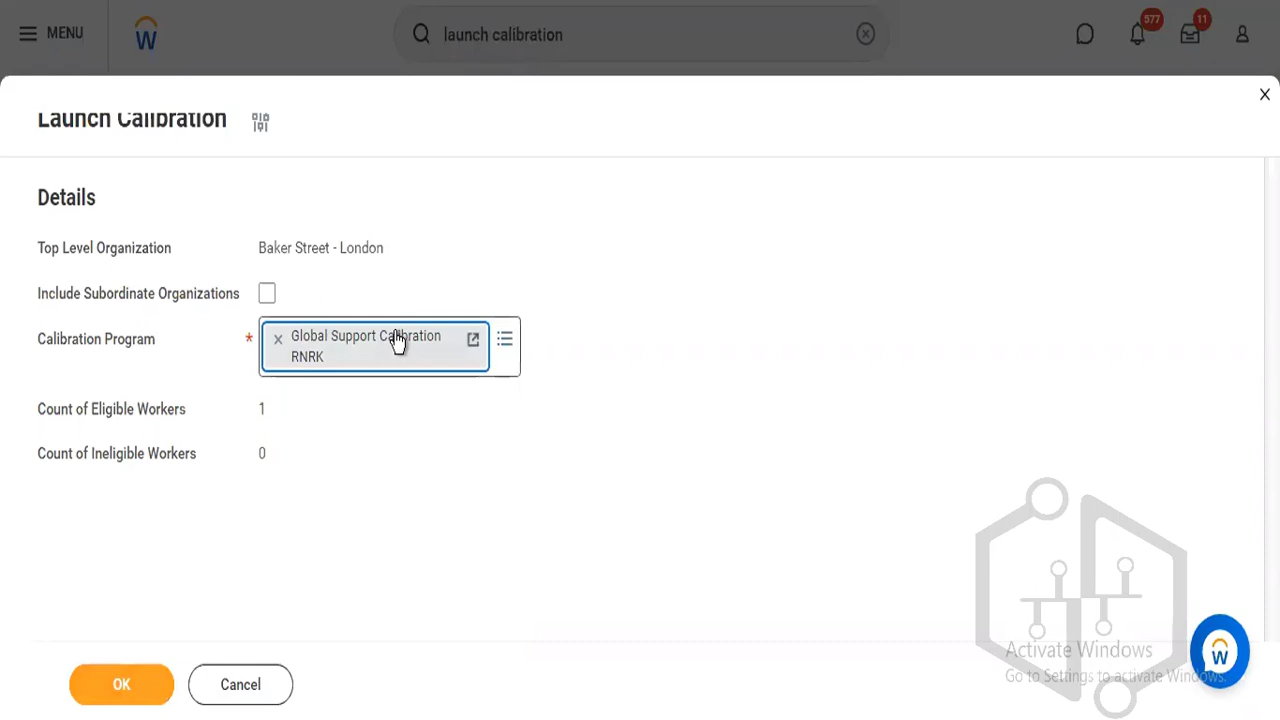 MENU
launch calibration
577
11
X
Launch Calibration
Details
Top Level Organization
Baker Street - London
Include Subordinate Organizations
Calibration Program *
Global Support Calibration
RNRK
Count of Eligible Workers
1
Count of Ineligible Workers
0
Activate Windows
Go to Settings to activate Windows.
OK
Cancel